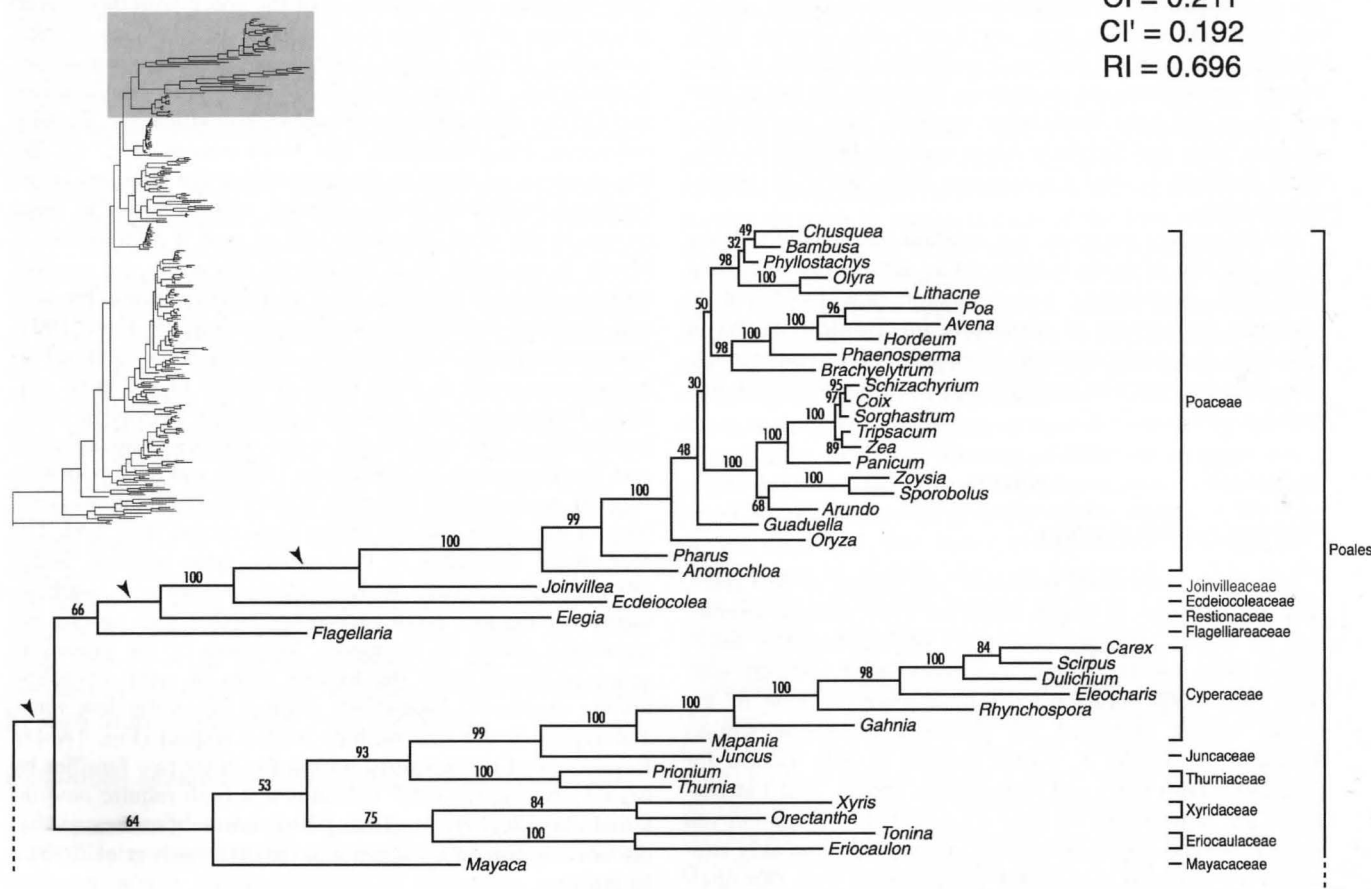 CI = 0.211
CI' = 0.192
RI = 0.696
49 Chusquea
32 Bambusa
98 Phyllostachys
100 Olyra
Lithacne
50
96 Poa
Avena
100 Hordeum
100 Phaenosperma
98 Brachyelytrum
30
95 Schizachyrium
97 Coix
Sorghastrum
100 Tripsacum
89 Zea
100 Panicum
48
100
100 Zoysia
Sporobolus
68 Arundo
Guaduella
100 Oryza
99 Pharus
100 Anomochloa
Poaceae
Poales
Joinvillea Joinvilleaceae
100 Ecdeiocolea Ecdeiocoleaceae
Elegia Restionaceae
66 Flagellaria Flagelliareaceae
84 Carex
Scirpus
100 Dulichium
98 Eleocharis Cyperaceae
100 Rhynchospora
100 Gahnia
100 Mapania
99 Juncus Juncaceae
93
100 Prionium Thurniaceae
Thurnia
53
84 Xyris Xyridaceae
Orectanthe
75
100 Tonina Eriocaulaceae
Eriocaulon
64
Mayaca Mayacaceae